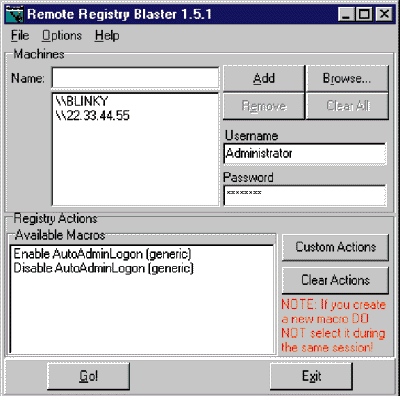 Remote Registry Blaster 1.5.1
File Options Help
Machines
Name:
Add Browse...
\\BLINKY
\\22.33.44.55
Remove Clear All
Username
Administrator
Password
********
Registry Actions
Available Macros
Enable AutoAdminLogon (generic)
Disable AutoAdminLogon (generic)
Custom Actions
Clear Actions
NOTE: If you create
a new macro DO
NOT select it during
the same session!
Go! Exit